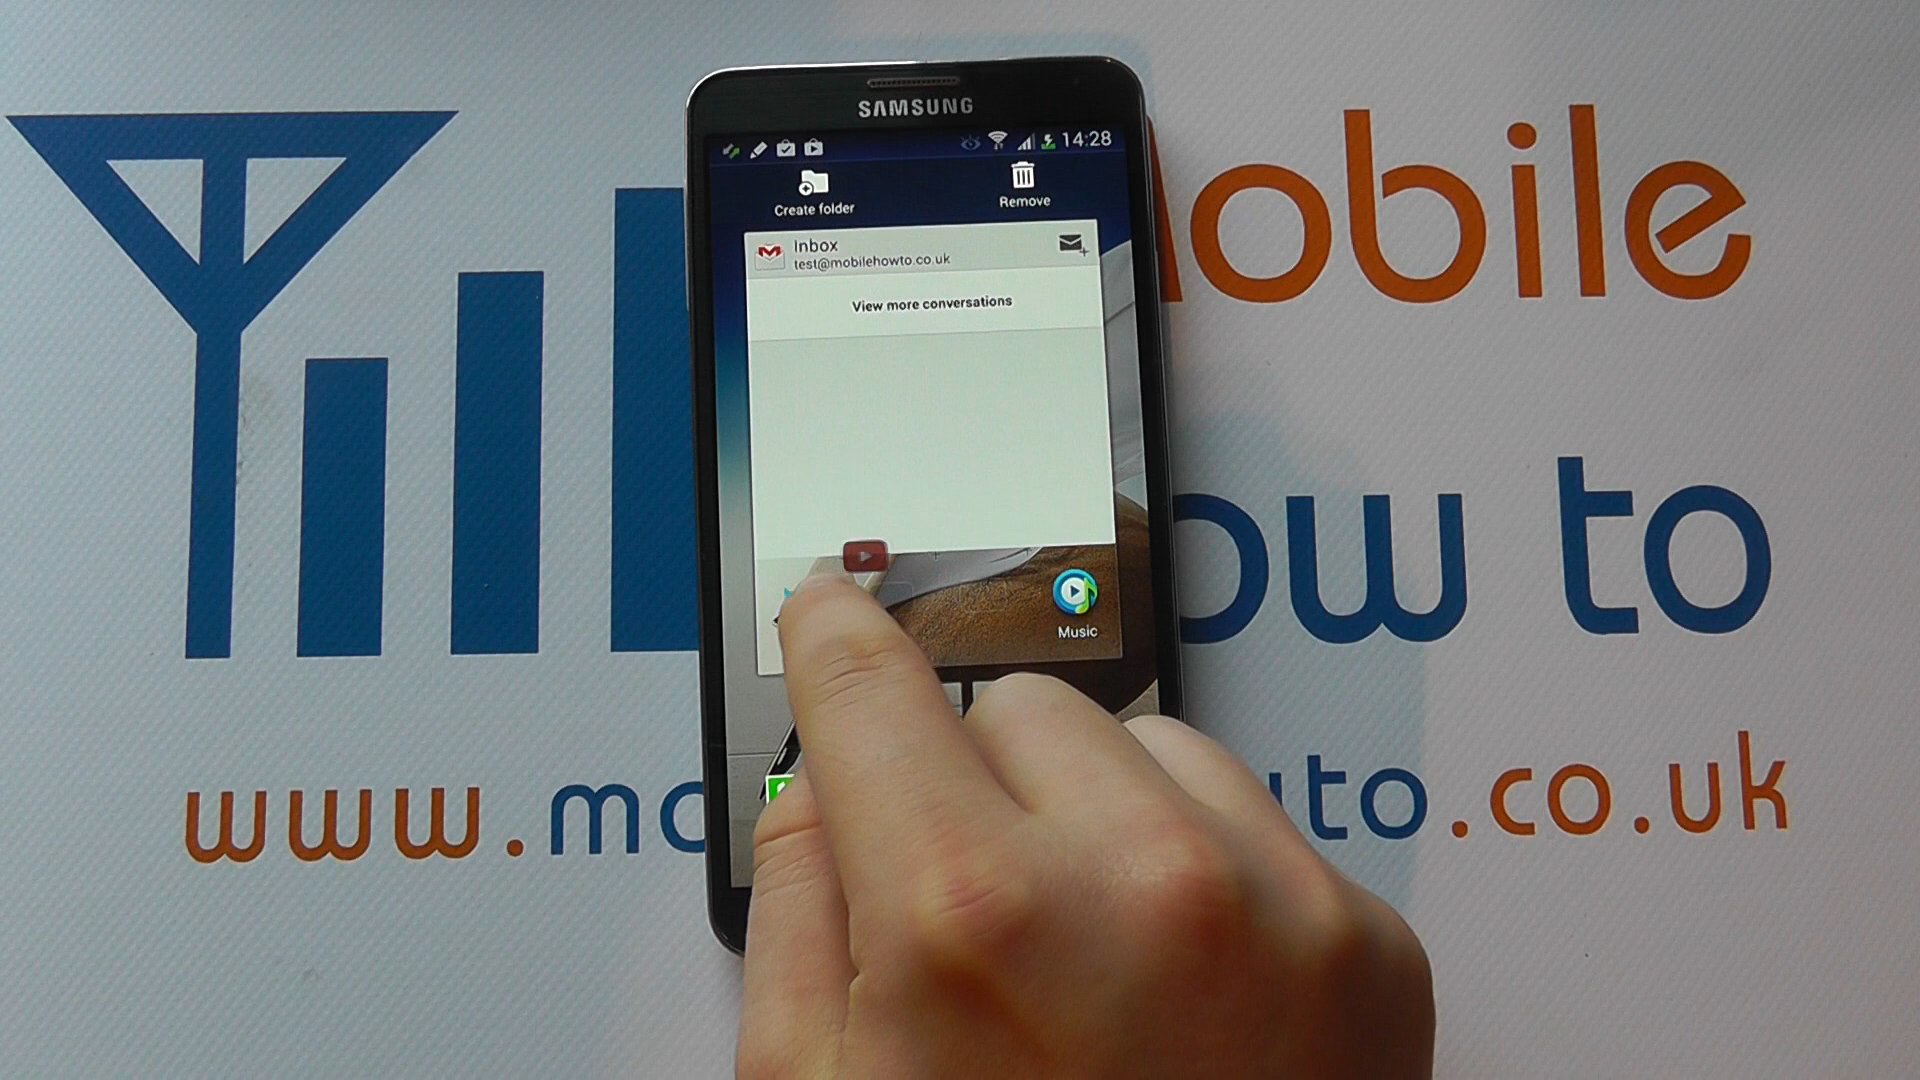 SAMSUNG
14:28
Create folder
Remove
Inbox
test@mobilehowto.co.uk
View more conversations
Music
obile
ow to
www.mo
uto.co.uk